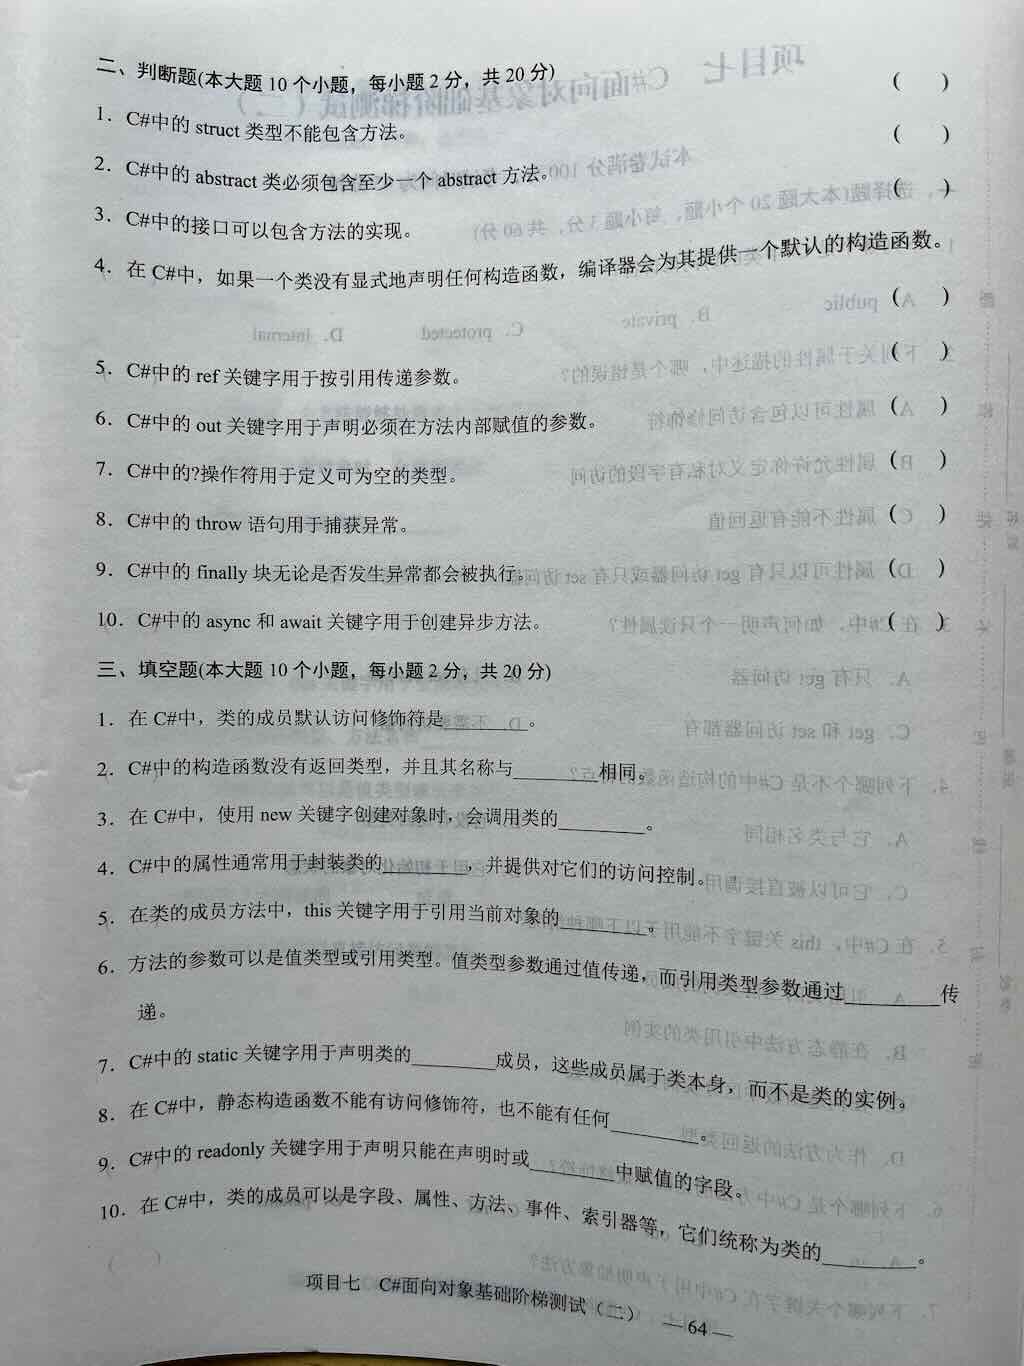 二、判断题(本大题 10 个小题，每小题 2 分，共 20 分)
1. C#中的 struct 类型不能包含方法。 ( )
2. C#中的 abstract 类必须包含至少一个 abstract 方法。 ( )
3. C#中的接口可以包含方法的实现。 ( )
4. 在 C#中，如果一个类没有显式地声明任何构造函数，编译器会为其提供一个默认的构造函数。
( )
5. C#中的 ref 关键字用于按引用传递参数。 ( )
6. C#中的 out 关键字用于声明必须在方法内部赋值的参数。 ( )
7. C#中的?操作符用于定义可为空的类型。 ( )
8. C#中的 throw 语句用于捕获异常。 ( )
9. C#中的 finally 块无论是否发生异常都会被执行。 ( )
10. C#中的 async 和 await 关键字用于创建异步方法。 ( )
三、填空题(本大题 10 个小题，每小题 2 分，共 20 分)
1. 在 C#中，类的成员默认访问修饰符是________。
2. C#中的构造函数没有返回类型，并且其名称与________相同。
3. 在 C#中，使用 new 关键字创建对象时，会调用类的________。
4. C#中的属性通常用于封装类的________，并提供对它们的访问控制。
5. 在类的成员方法中，this 关键字用于引用当前对象的________。
6. 方法的参数可以是值类型或引用类型。值类型参数通过值传递，而引用类型参数通过________传
递。
7. C#中的 static 关键字用于声明类的________成员，这些成员属于类本身，而不是类的实例。
8. 在 C#中，静态构造函数不能有访问修饰符，也不能有任何________。
9. C#中的 readonly 关键字用于声明只能在声明时或________中赋值的字段。
10. 在 C#中，类的成员可以是字段、属性、方法、事件、索引器等，它们统称为类的________。
项目七 C#面向对象基础阶梯测试（二） —64—